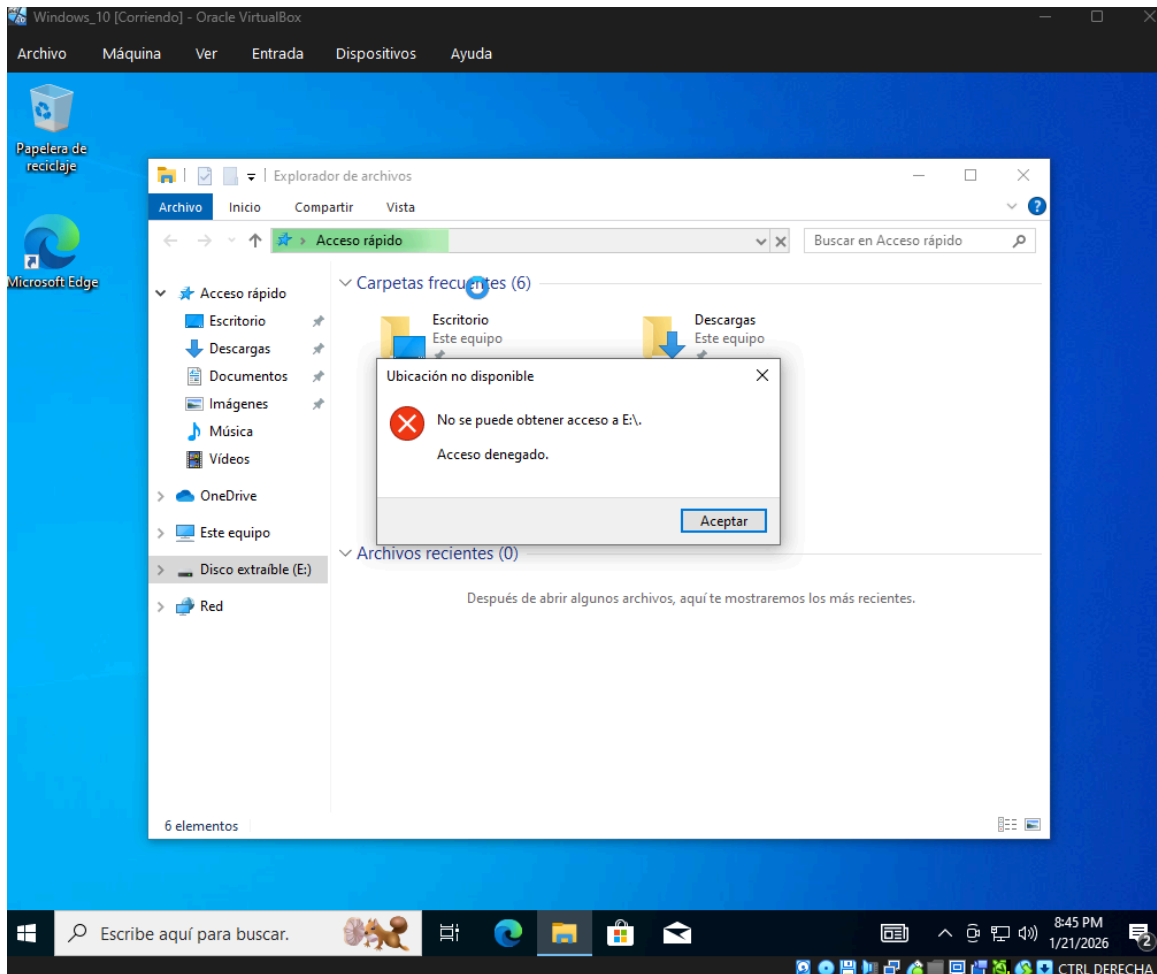 Windows_10 [Corriendo] - Oracle VirtualBox
Archivo Máquina Ver Entrada Dispositivos Ayuda
Papelera de
reciclaje
Microsoft Edge
Explorador de archivos
Archivo Inicio Compartir Vista
Acceso rápido
Buscar en Acceso rápido
Acceso rápido
Escritorio
Descargas
Documentos
Imágenes
Música
Vídeos
OneDrive
Este equipo
Disco extraíble (E:)
Red
Carpetas frecuentes (6)
Escritorio
Este equipo
Descargas
Este equipo
Ubicación no disponible
No se puede obtener acceso a E:\.
Acceso denegado.
Aceptar
Archivos recientes (0)
Después de abrir algunos archivos, aquí te mostraremos los más recientes.
6 elementos
Escribe aquí para buscar.
8:45 PM
1/21/2026
2
CTRL DERECHA